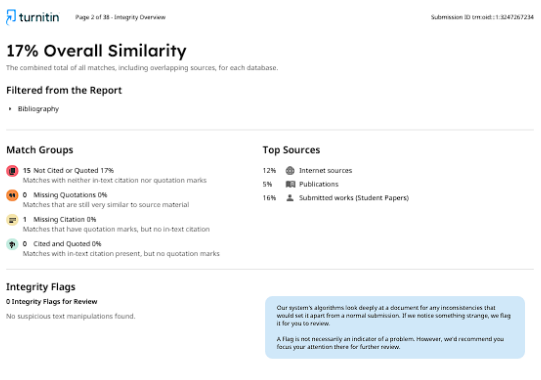 turnitin
Page 2 of 38 - Integrity Overview
Submission ID trn:oid:::1:3247267234
17% Overall Similarity
The combined total of all matches, including overlapping sources, for each database.
Filtered from the Report
Bibliography
Match Groups
15 Not Cited or Quoted 17%
Matches with neither in-text citation nor quotation marks
0 Missing Quotations 0%
Matches that are still very similar to source material
1 Missing Citation 0%
Matches that have quotation marks, but no in-text citation
0 Cited and Quoted 0%
Matches with in-text citation present, but no quotation marks
Top Sources
12% Internet sources
5% Publications
16% Submitted works (Student Papers)
Integrity Flags
0 Integrity Flags for Review
No suspicious text manipulations found.
Our system's algorithms look deeply at a document for any inconsistencies that
would set it apart from a normal submission. If we notice something strange, we flag
it for you to review.
A Flag is not necessarily an indicator of a problem. However, we'd recommend you
focus your attention there for further review.